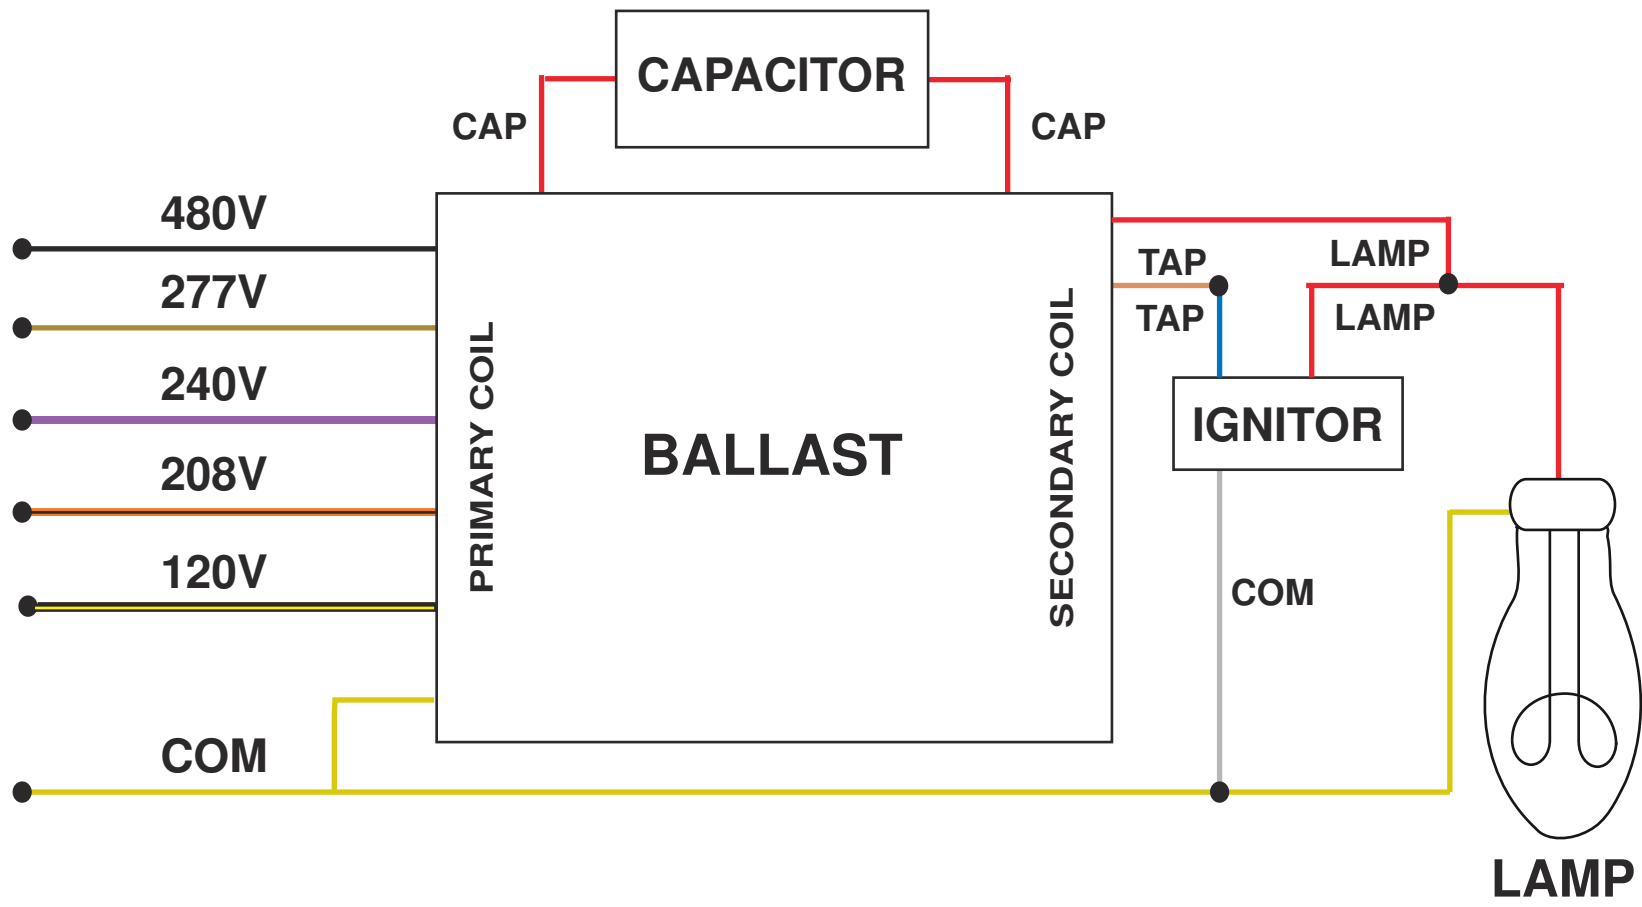 CAPACITOR
CAP
CAP
480V
277V
240V
208V
120V
COM
PRIMARY COIL
BALLAST
SECONDARY COIL
TAP
TAP
LAMP
LAMP
IGNITOR
COM
LAMP